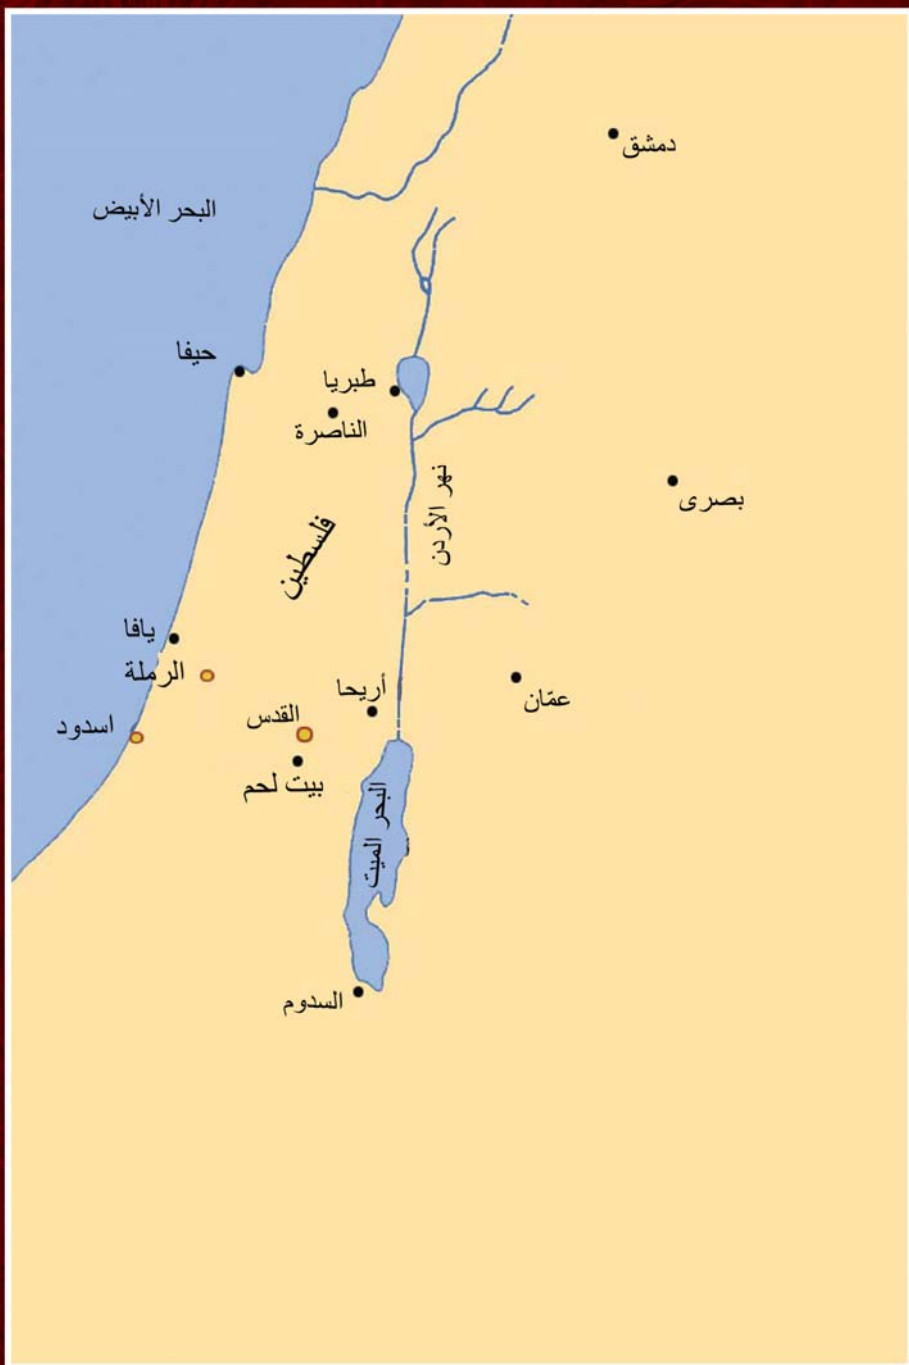 دمشق
البحر الأبيض
حيفا
طبريا
الناصرة
نهر الأردن
بصرى
فلسطين
يافا
الرملة
أريحا
عمّان
القدس
اسدود
بيت لحم
البحر الميت
السدوم